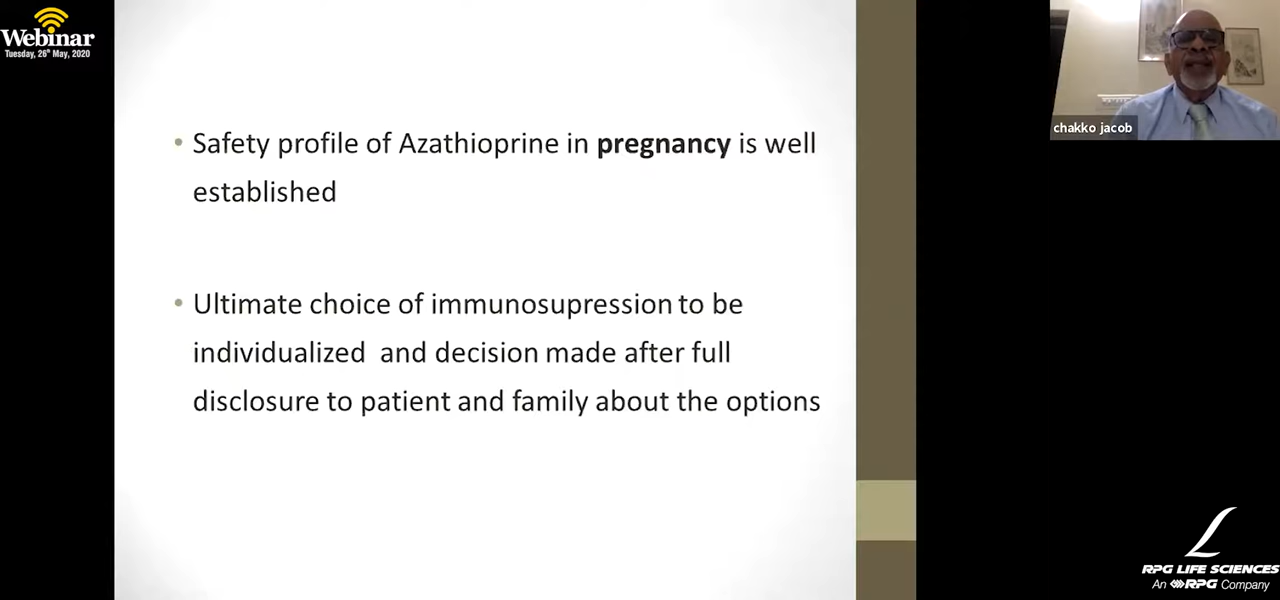 Webinar
Tuesday, 26th May, 2020
• Safety profile of Azathioprine in pregnancy is well
established
• Ultimate choice of immunosupression to be
individualized and decision made after full
disclosure to patient and family about the options
chakko jacob
RPG LIFE SCIENCES
An RPG Company